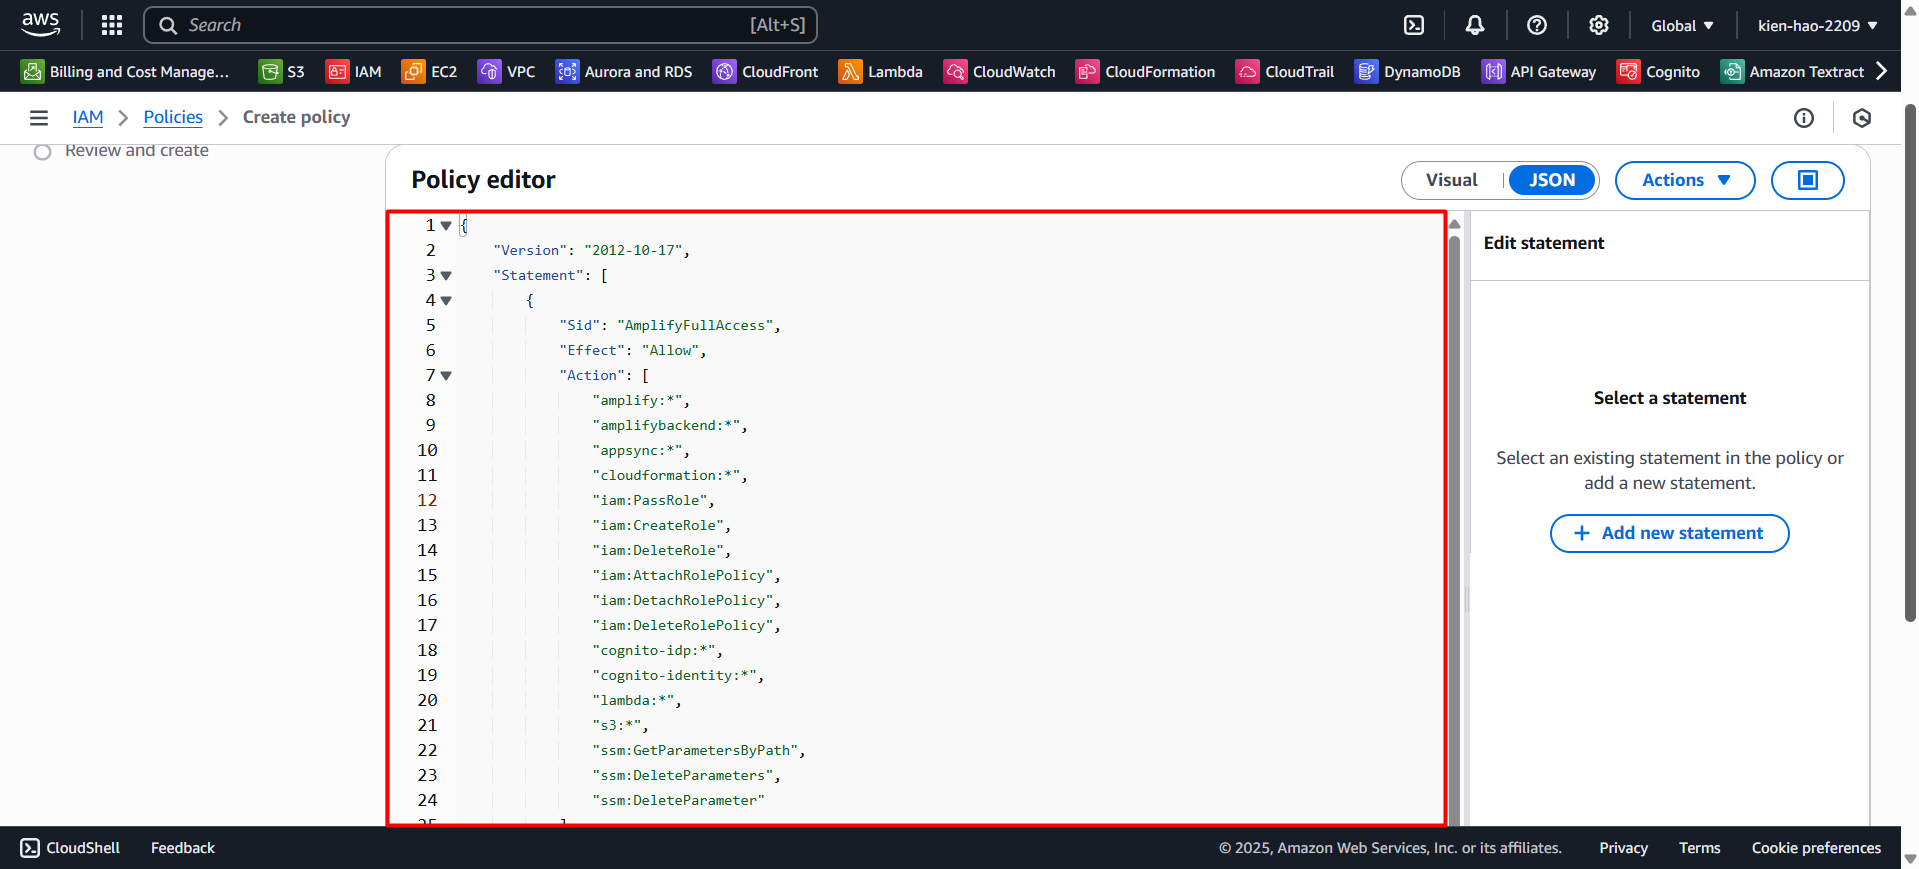 aws
Search [Alt+S]
Global kien-hao-2209
Billing and Cost Manage... S3 IAM EC2 VPC Aurora and RDS CloudFront Lambda CloudWatch CloudFormation CloudTrail DynamoDB API Gateway Cognito Amazon Textract
IAM Policies Create policy
Review and create
Policy editor
Visual JSON Actions
1 {
2 "Version": "2012-10-17",
3 "Statement": [
4 {
5 "Sid": "AmplifyFullAccess",
6 "Effect": "Allow",
7 "Action": [
8 "amplify:*",
9 "amplifybackend:*",
10 "appsync:*",
11 "cloudformation:*",
12 "iam:PassRole",
13 "iam:CreateRole",
14 "iam:DeleteRole",
15 "iam:AttachRolePolicy",
16 "iam:DetachRolePolicy",
17 "iam:DeleteRolePolicy",
18 "cognito-idp:*",
19 "cognito-identity:*",
20 "lambda:*",
21 "s3:*",
22 "ssm:GetParametersByPath",
23 "ssm:DeleteParameters",
24 "ssm:DeleteParameter"
25 ]
Edit statement
Select a statement
Select an existing statement in the policy or
add a new statement.
+ Add new statement
CloudShell Feedback © 2025, Amazon Web Services, Inc. or its affiliates. Privacy Terms Cookie preferences